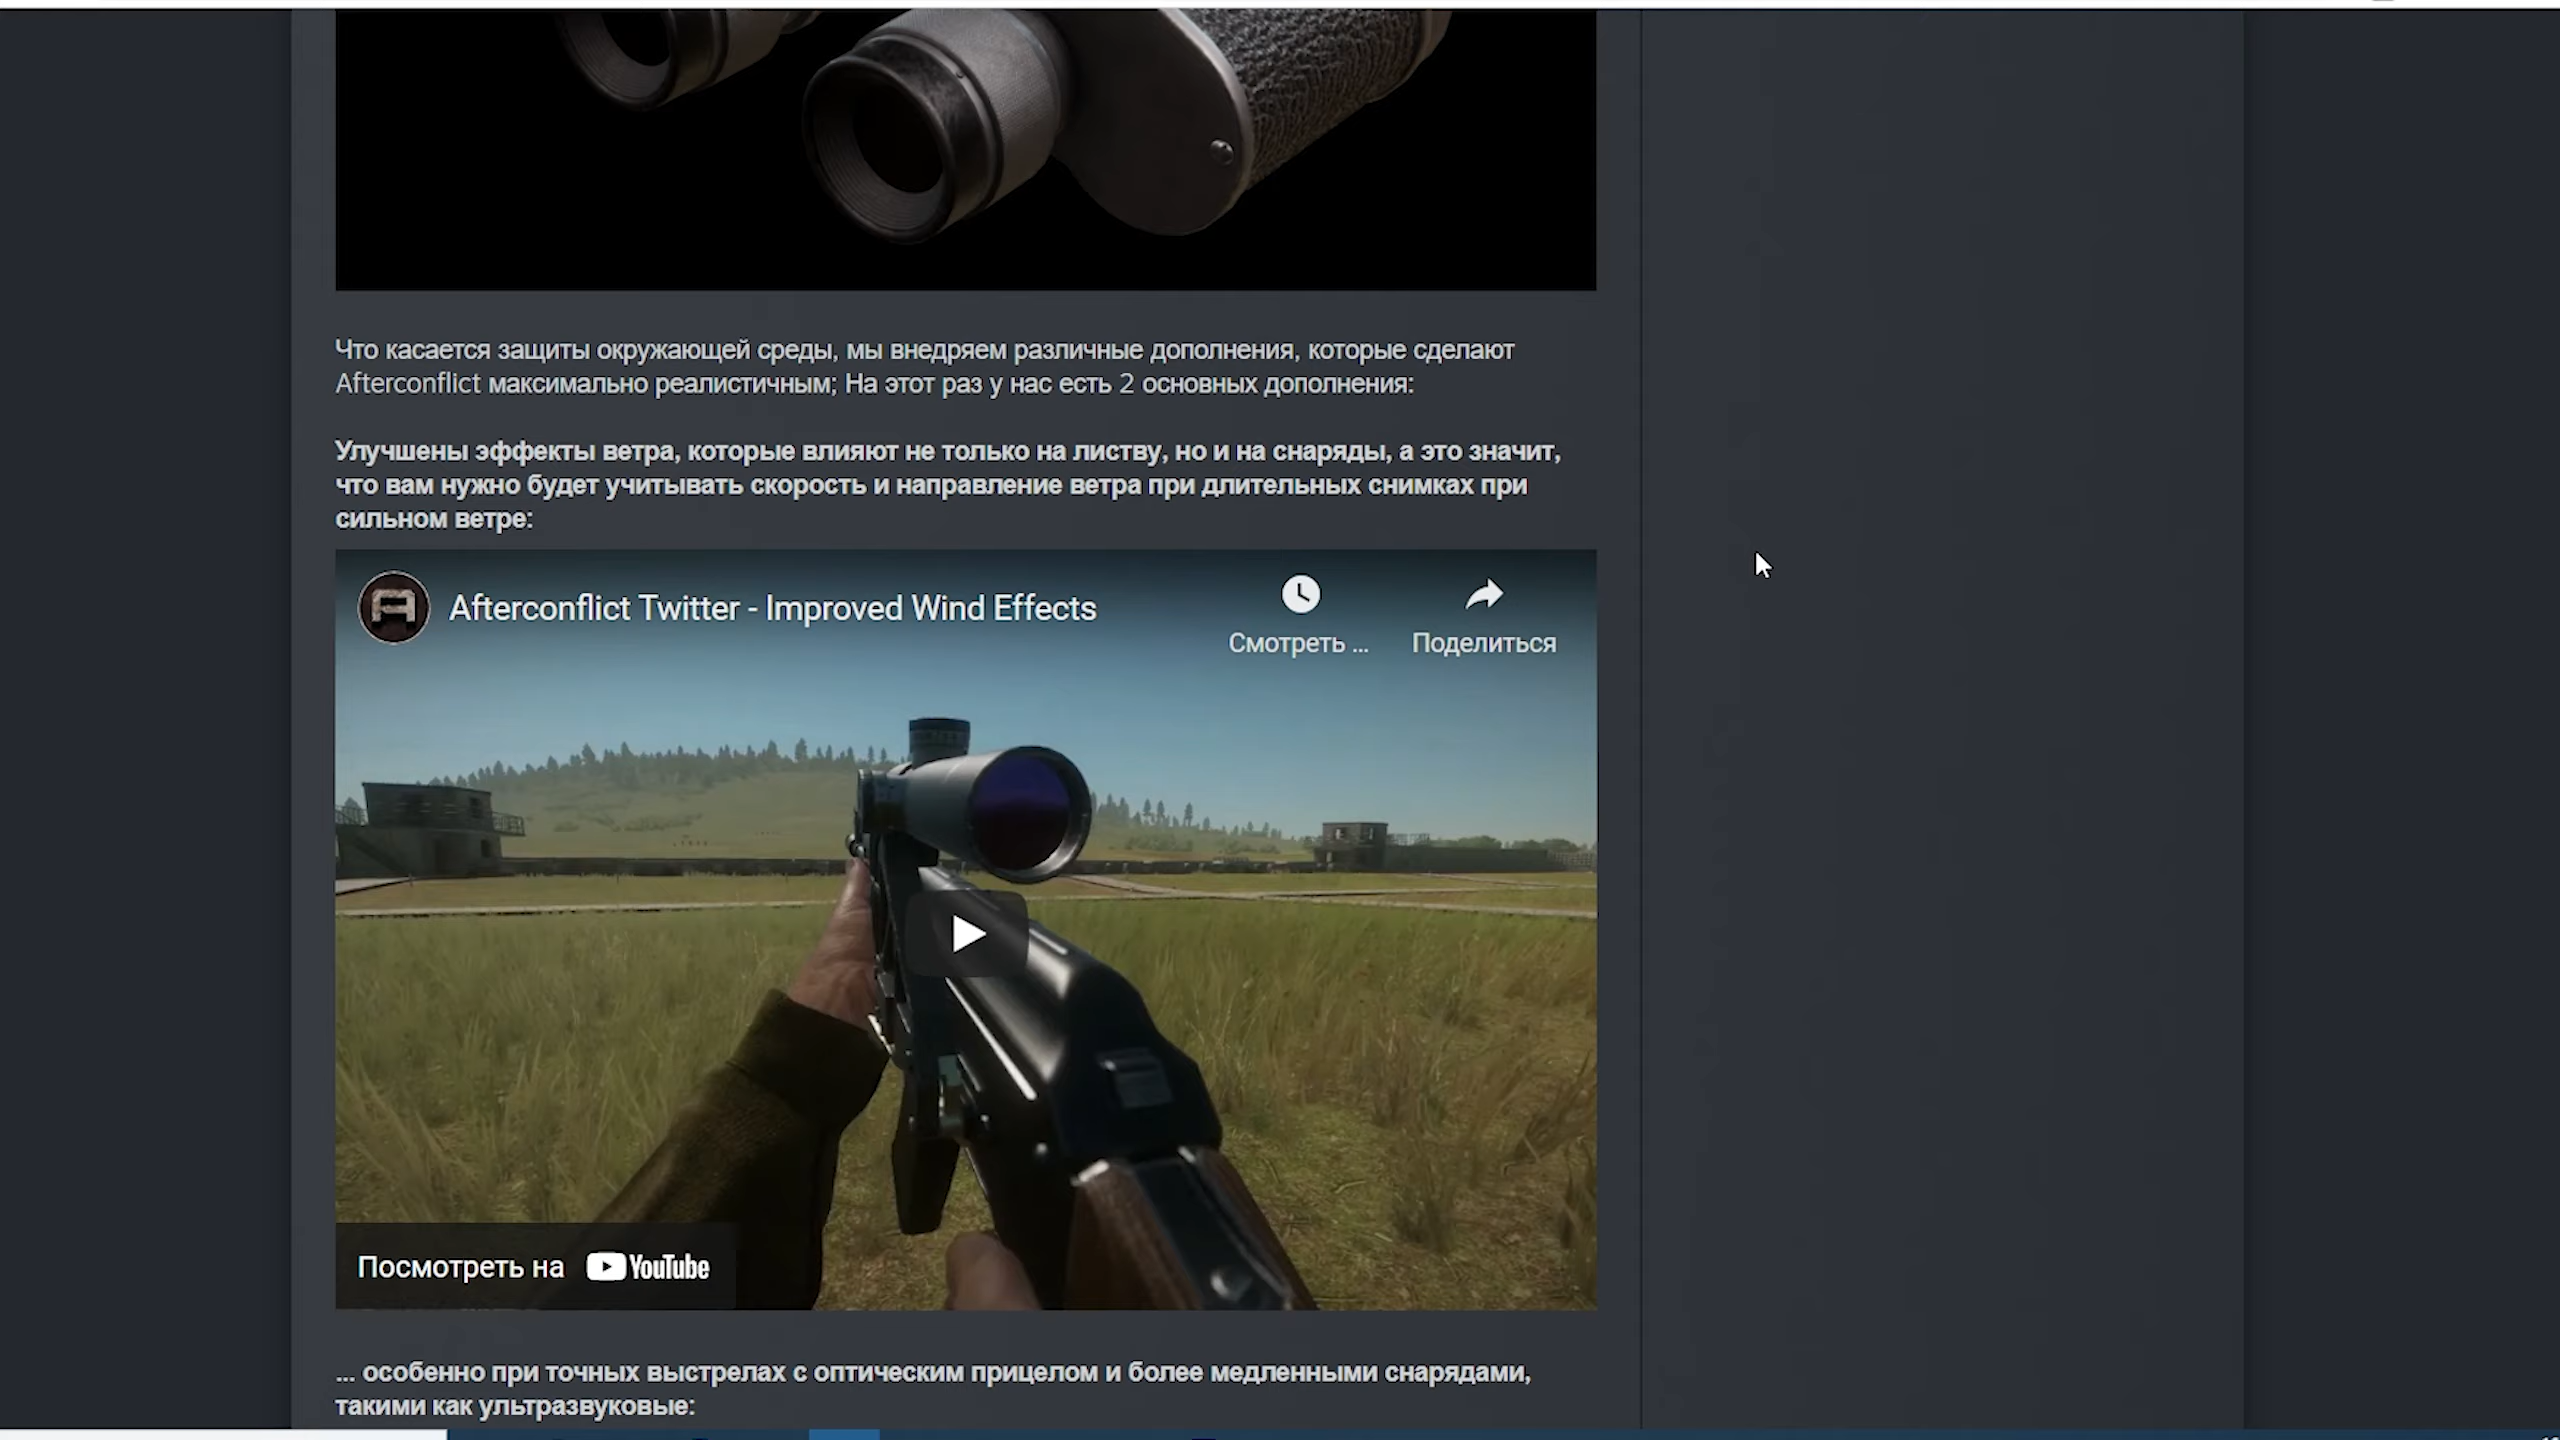 Что касается защиты окружающей среды, мы внедряем различные дополнения, которые сделают
Afterconflict максимально реалистичным; На этот раз у нас есть 2 основных дополнения:
Улучшены эффекты ветра, которые влияют не только на листву, но и на снаряды, а это значит,
что вам нужно будет учитывать скорость и направление ветра при длительных снимках при
сильном ветре:
Afterconflict Twitter - Improved Wind Effects
Смотреть ...
Поделиться
Посмотреть на YouTube
... особенно при точных выстрелах с оптическим прицелом и более медленными снарядами,
такими как ультразвуковые: